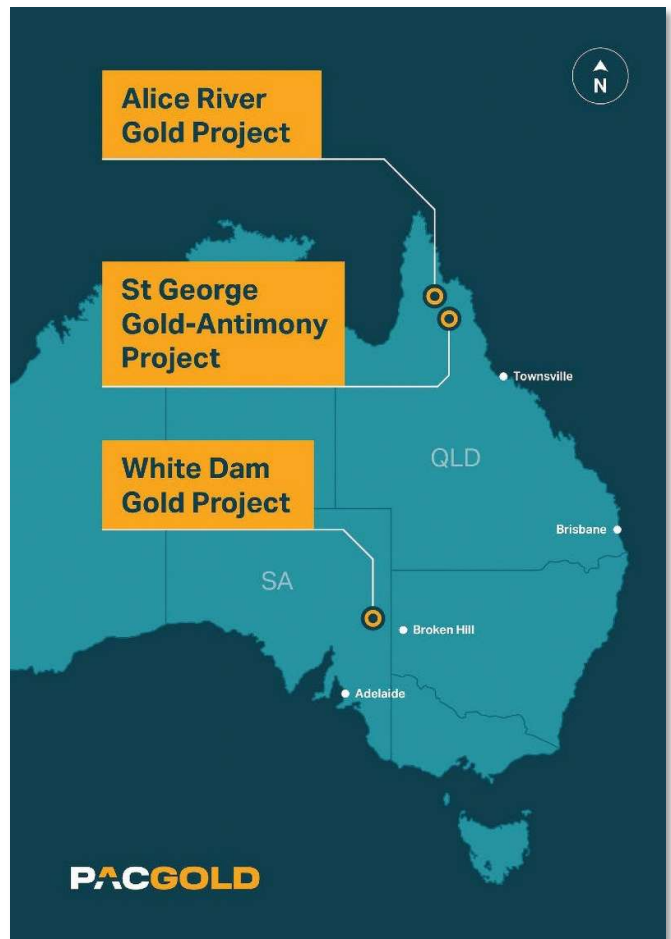 N
Alice River
Gold Project
St George
Gold-Antimony
Project
Townsville
White Dam
Gold Project
QLD
Brisbane
SA
Broken Hill
Adelaide
PACGOLD